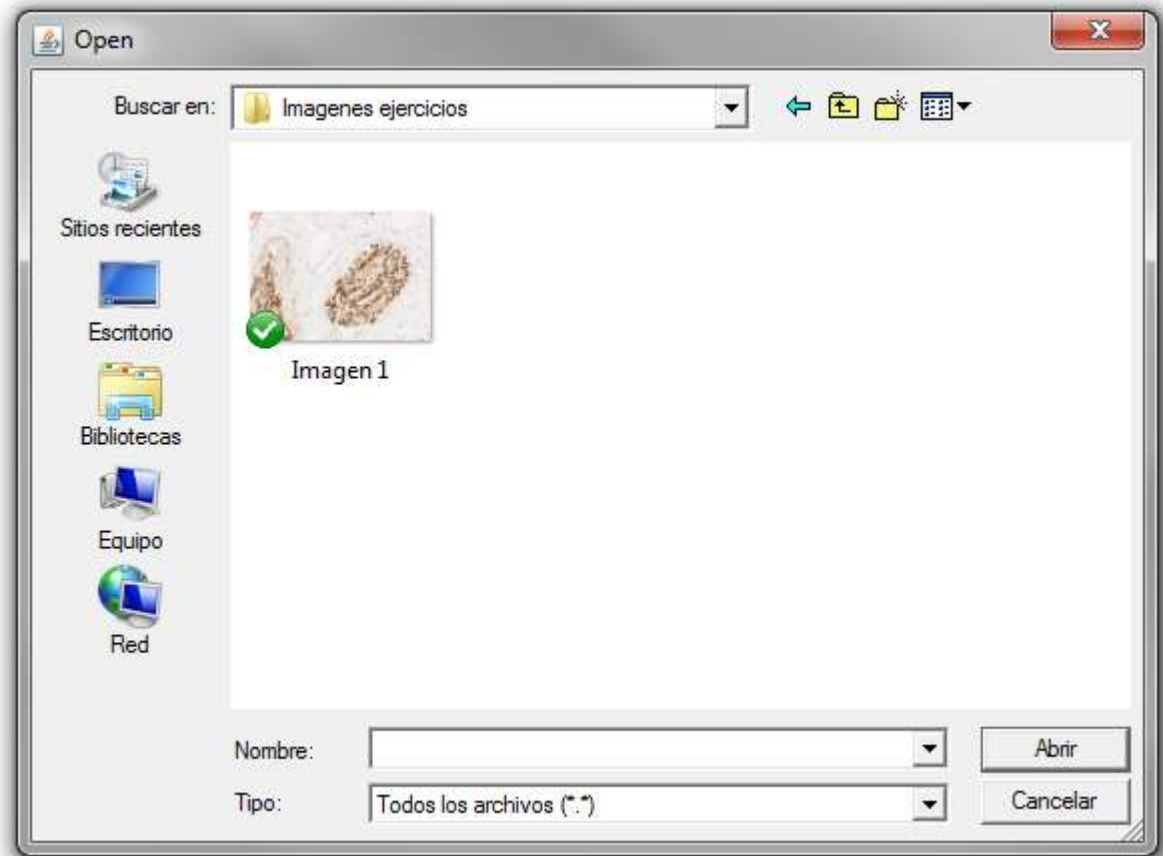 Open
Buscar en:
Imagenes ejercicios
Sitios recientes
Escritorio
Bibliotecas
Equipo
Red
Imagen 1
Nombre:
Abrir
Tipo:
Todos los archivos (*.*)
Cancelar